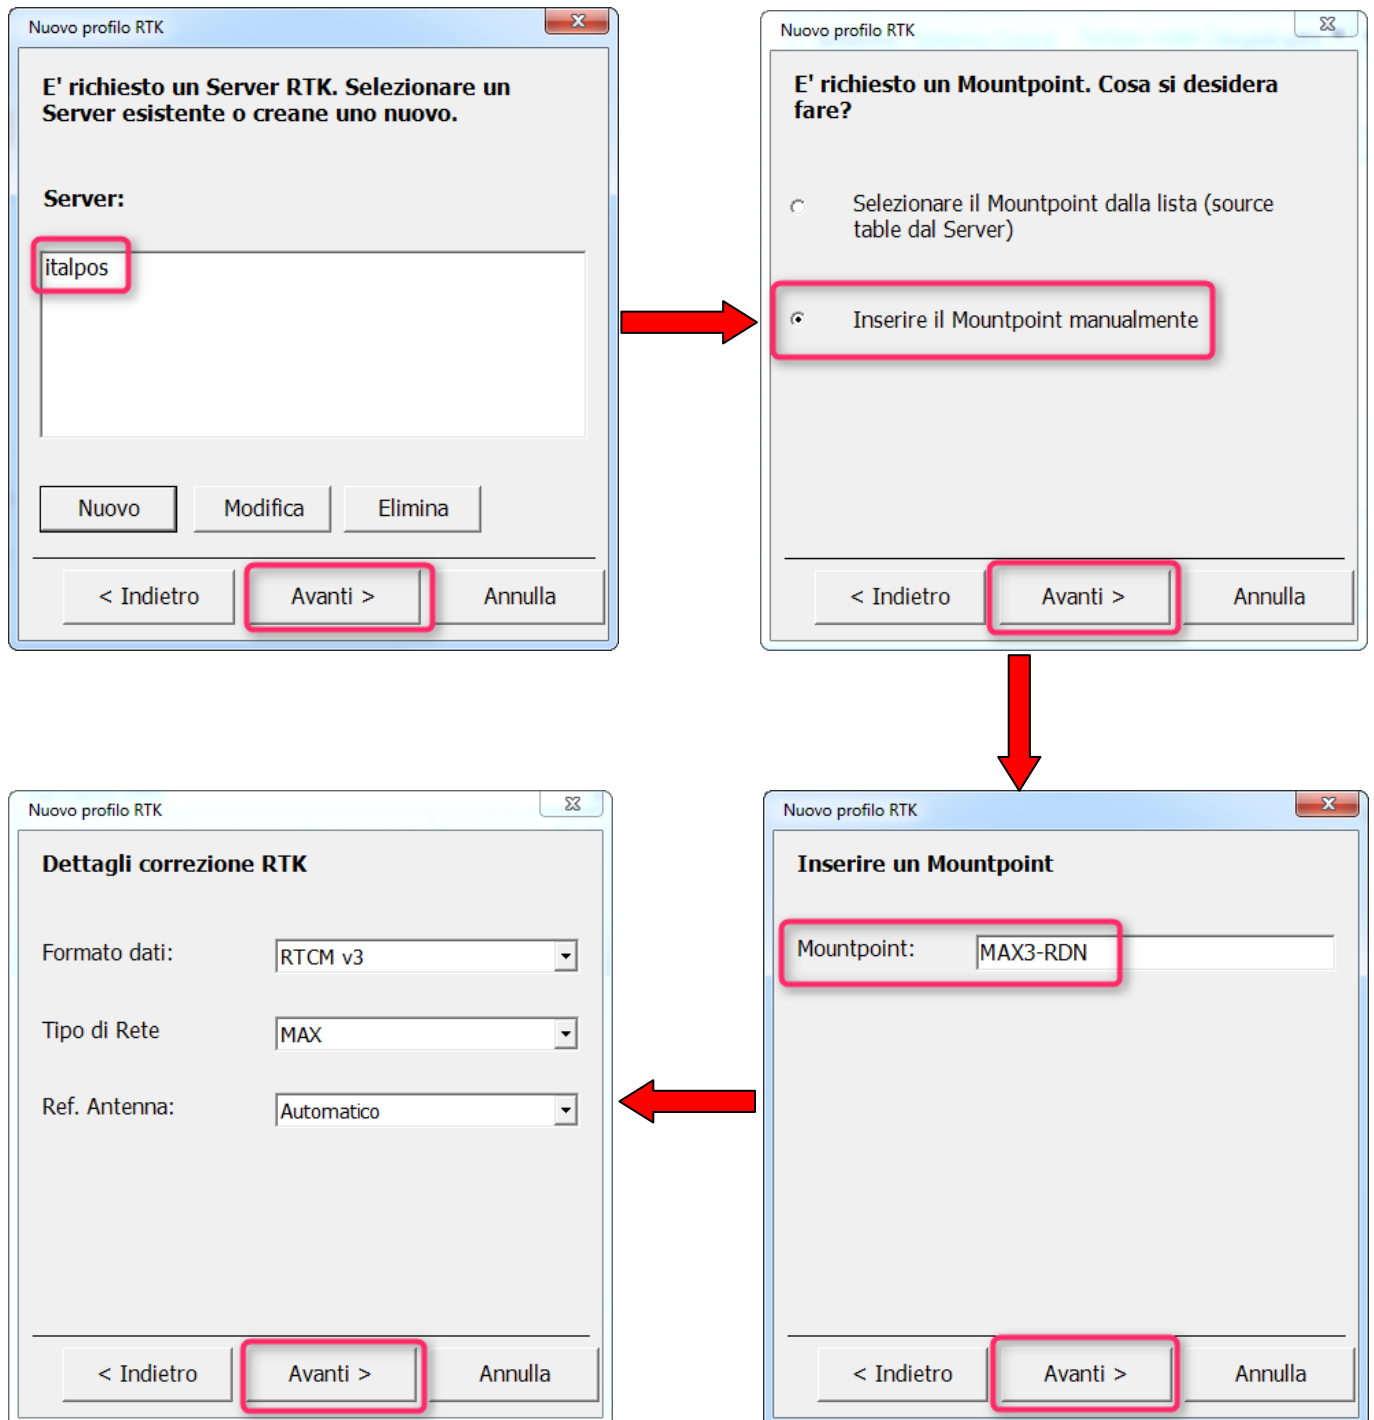 Nuovo profilo RTK
E' richiesto un Server RTK. Selezionare un
Server esistente o creane uno nuovo.
Server:
italpos
Nuovo
Modifica
Elimina
< Indietro
Avanti >
Annulla
Nuovo profilo RTK
E' richiesto un Mountpoint. Cosa si desidera
fare?
Selezionare il Mountpoint dalla lista (source
table dal Server)
Inserire il Mountpoint manualmente
< Indietro
Avanti >
Annulla
Nuovo profilo RTK
Inserire un Mountpoint
Mountpoint: MAX3-RDN
< Indietro
Avanti >
Annulla
Nuovo profilo RTK
Dettagli correzione RTK
Formato dati: RTCM v3
Tipo di Rete MAX
Ref. Antenna: Automatico
< Indietro
Avanti >
Annulla